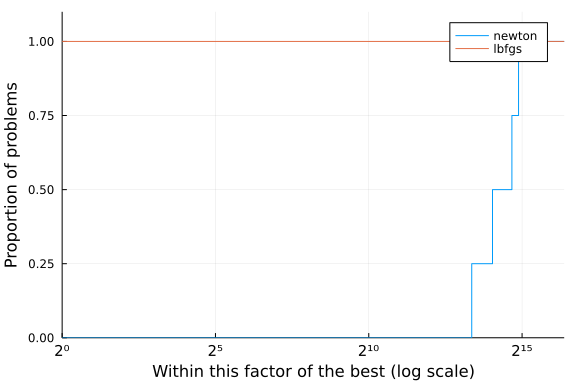 newton
lbfgs
Proportion of problems
1.00
0.75
0.50
0.25
0.00
2⁰ 2⁵ 2¹⁰ 2¹⁵
Within this factor of the best (log scale)